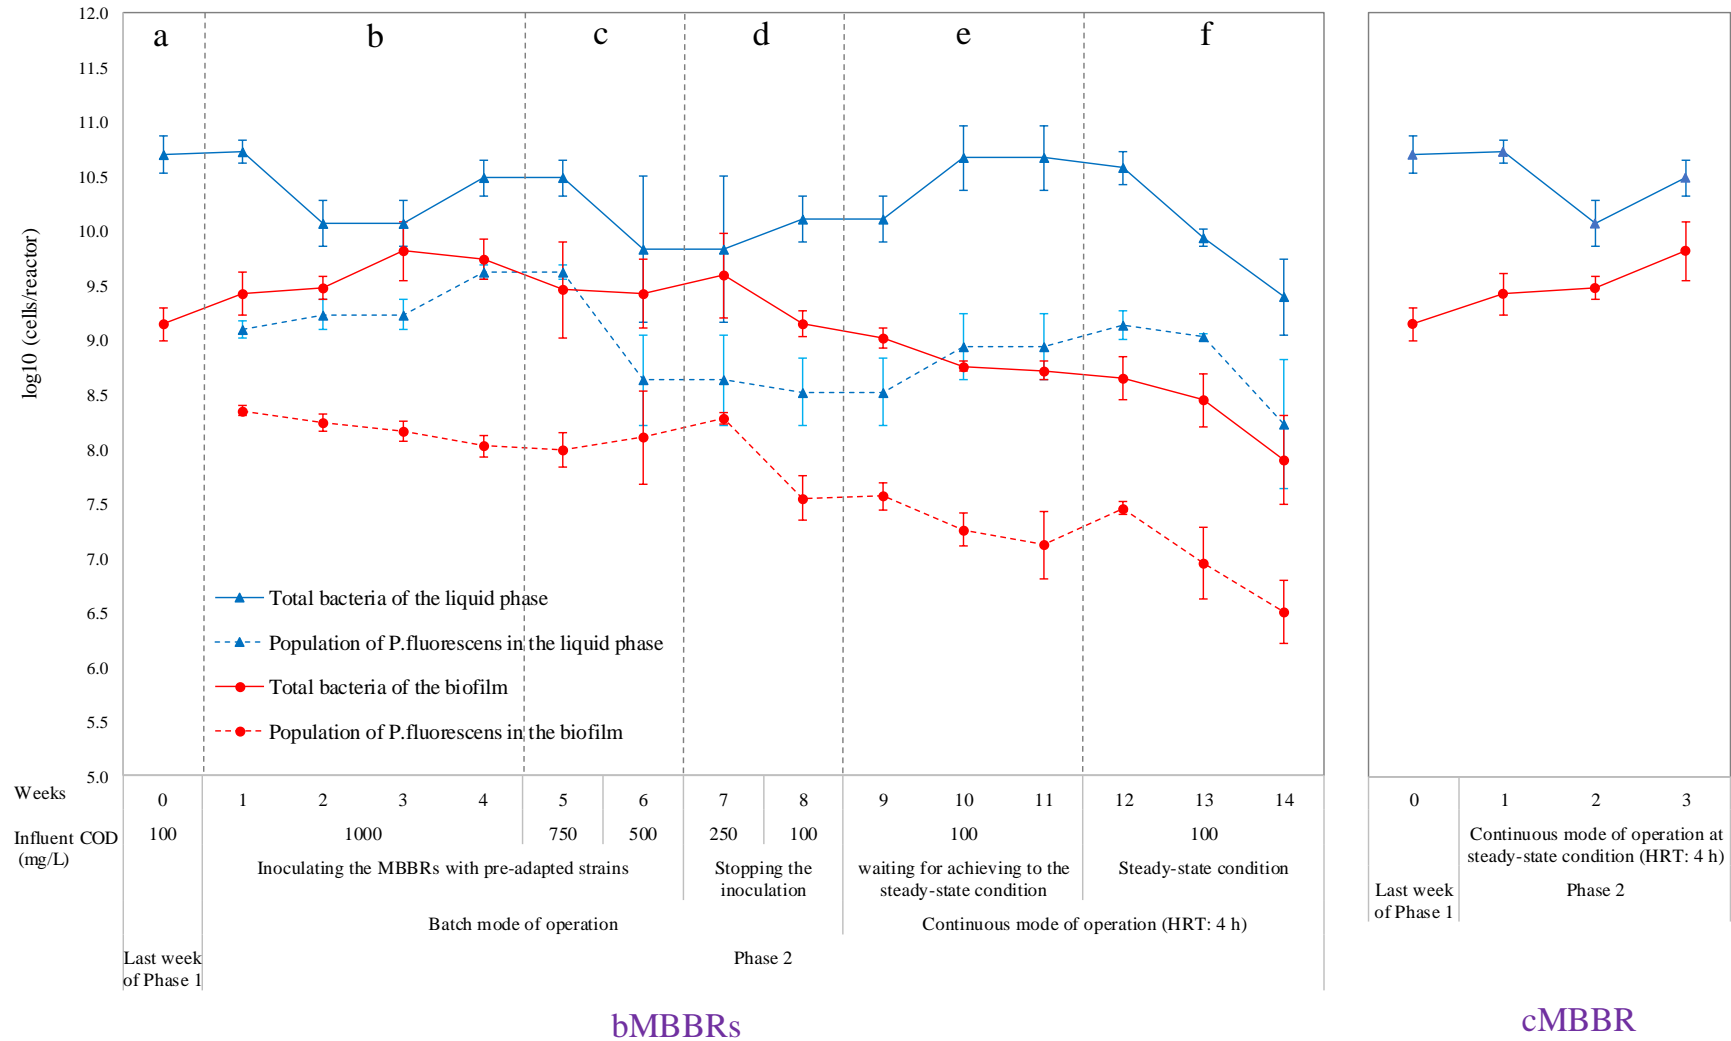 a b c d e f
12.0
11.5
11.0
10.5
10.0
9.5
9.0
8.5
8.0
7.5
7.0
6.5
6.0
5.5
5.0
log10 (cells/reactor)
Total bacteria of the liquid phase
Population of P.fluorescens in the liquid phase
Total bacteria of the biofilm
Population of P.fluorescens in the biofilm
Weeks 0 1 2 3 4 5 6 7 8 9 10 11 12 13 14
Influent COD 100 1000 750 500 250 100 100 100
(mg/L)
Inoculating the MBBRs with pre-adapted strains
Stopping the
inoculation
waiting for achieving to the
steady-state condition
Steady-state condition
Batch mode of operation
Continuous mode of operation (HRT: 4 h)
Last week
of Phase 1
Phase 2
bMBBRs
0 1 2 3
100
Continuous mode of operation at
steady-state condition (HRT: 4 h)
Last week
of Phase 1
Phase 2
cMBBR